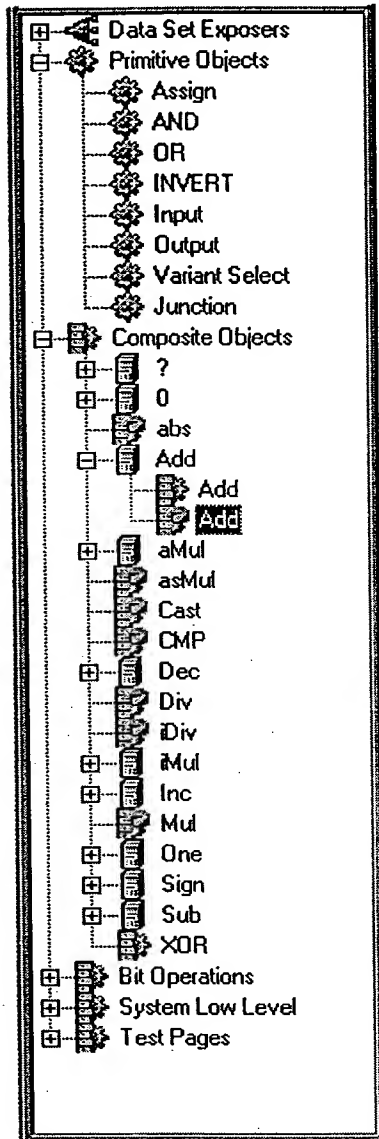 Data Set Exposers
Primitive Objects
Assign
AND
OR
INVERT
Input
Output
Variant Select
Junction
Composite Objects
?
0
abs
Add
Add
Add
aMul
asMul
Cast
CMP
Dec
Div
iDiv
iMul
Inc
Mul
One
Sign
Sub
XOR
Bit Operations
System Low Level
Test Pages